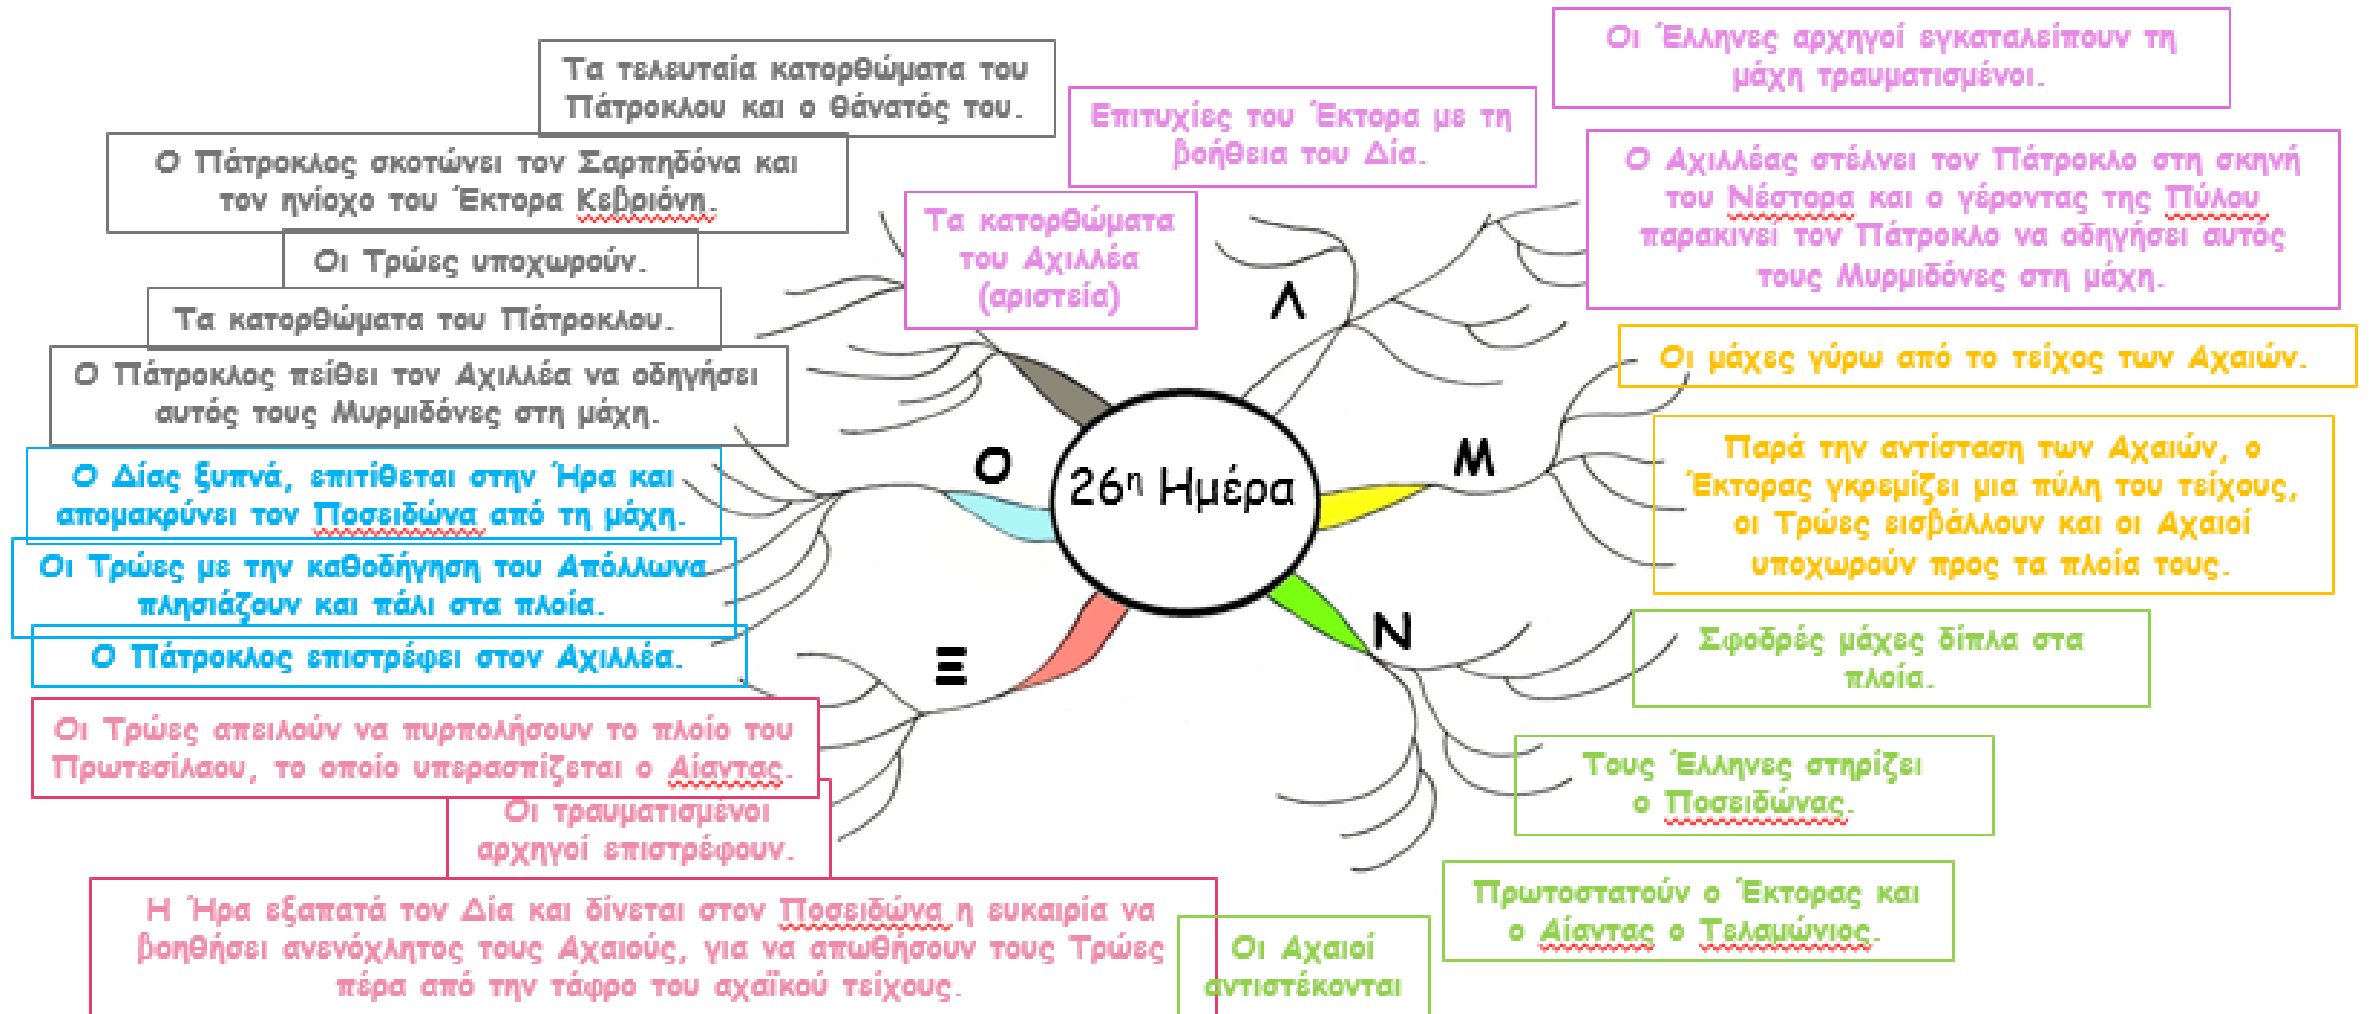 Οι Έλληνες αρχηγοί εγκαταλείπουν τη
μάχη τραυματισμένοι.
Τα τελευταία κατορθώματα του
Πάτροκλου και ο θάνατός του.
Επιτυχίες του Έκτορα με τη
βοήθεια του Δία.
Ο Αχιλλέας στέλνει τον Πάτροκλο στη σκηνή
του Νέστορα και ο γέροντας της Πύλου
παρακινεί τον Πάτροκλο να οδηγήσει αυτός
τους Μυρμιδόνες στη μάχη.
Ο Πάτροκλος σκοτώνει τον Σαρπηδόνα και
τον ηνίοχο του Έκτορα Κεβριόνη.
Τα κατορθώματα
του Αχιλλέα
(αριστεία)
Οι Τρώες υποχωρούν.
Λ
Τα κατορθώματα του Πάτροκλου.
Οι μάχες γύρω από το τείχος των Αχαιών.
Ο Πάτροκλος πείθει τον Αχιλλέα να οδηγήσει
αυτός τους Μυρμιδόνες στη μάχη.
Παρά την αντίσταση των Αχαιών, ο
Έκτορας γκρεμίζει μια πύλη του τείχους,
οι Τρώες εισβάλλουν και οι Αχαιοί
υποχωρούν προς τα πλοία τους.
Μ
Ο
26η Ημέρα
Ο Δίας ξυπνά, επιτίθεται στην Ήρα και
απομακρύνει τον Ποσειδώνα από τη μάχη.
Οι Τρώες με την καθοδήγηση του Απόλλωνα
πλησιάζουν και πάλι στα πλοία.
Ο Πάτροκλος επιστρέφει στον Αχιλλέα.
Ξ
Ν
Σφοδρές μάχες δίπλα στα
πλοία.
Οι Τρώες απειλούν να πυρπολήσουν το πλοίο του
Πρωτεσίλαου, το οποίο υπερασπίζεται ο Αίαντας.
Τους Έλληνες στηρίζει
ο Ποσειδώνας.
Οι τραυματισμένοι
αρχηγοί επιστρέφουν.
Πρωτοστατούν ο Έκτορας και
ο Αίαντας ο Τελαμώνιος.
Η Ήρα εξαπατά τον Δία και δίνεται στον Ποσειδώνα η ευκαιρία να
βοηθήσει ανενόχλητος τους Αχαιούς, για να απωθήσουν τους Τρώες
πέρα από την τάφρο του αχαϊκού τείχους.
Οι Αχαιοί
αντιστέκονται